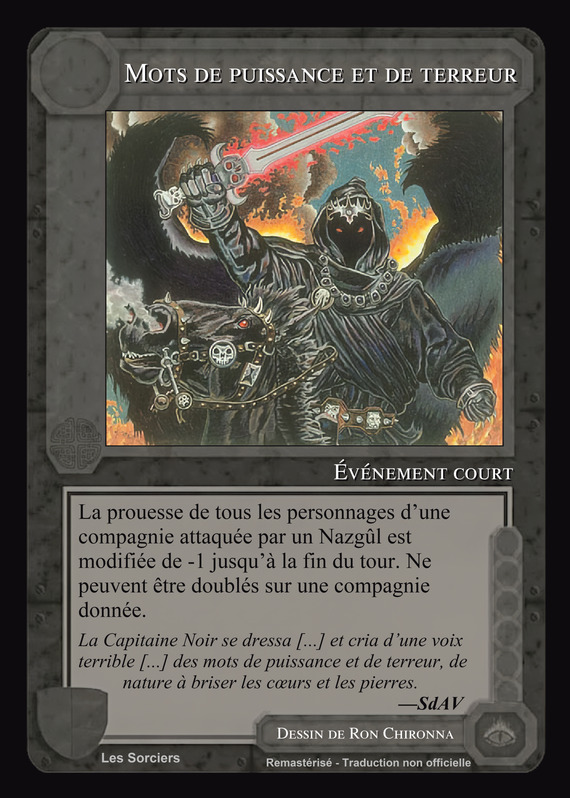 Mots de puissance et de terreur
Événement court
La prouesse de tous les personnages d'une
compagnie attaquée par un Nazgûl est
modifiée de -1 jusqu'à la fin du tour. Ne
peuvent être doublés sur une compagnie
donnée.
La Capitaine Noir se dressa [...] et cria d'une voix
terrible [...] des mots de puissance et de terreur, de
nature à briser les cœurs et les pierres.
—SdAV
Dessin de Ron Chironna
Les Sorciers
Remastérisé - Traduction non officielle